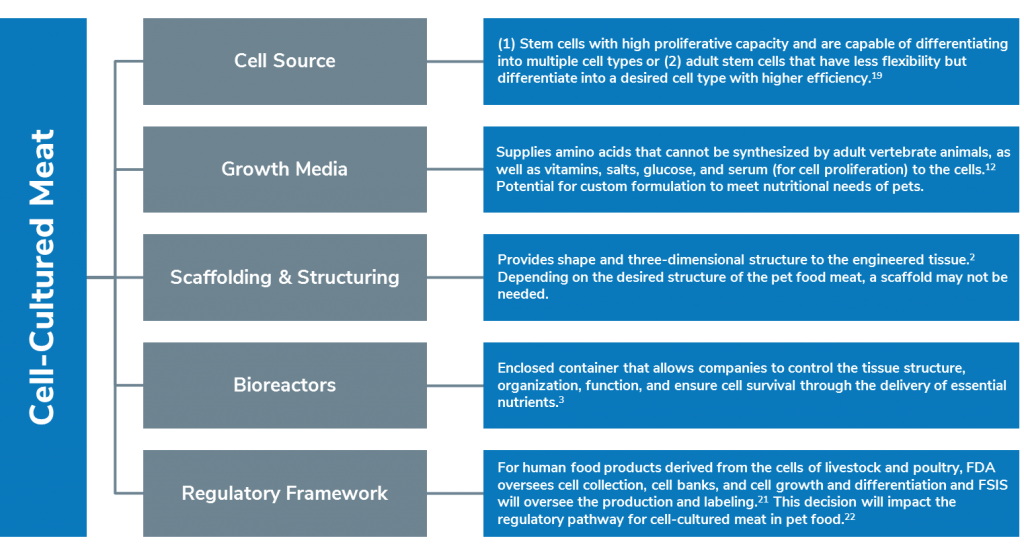 Cell-Cultured Meat
Cell Source
(1) Stem cells with high proliferative capacity and are capable of differentiating
into multiple cell types or (2) adult stem cells that have less flexibility but
differentiate into a desired cell type with higher efficiency.¹⁹
Growth Media
Supplies amino acids that cannot be synthesized by adult vertebrate animals, as
well as vitamins, salts, glucose, and serum (for cell proliferation) to the cells.¹²
Potential for custom formulation to meet nutritional needs of pets.
Scaffolding & Structuring
Provides shape and three-dimensional structure to the engineered tissue.²
Depending on the desired structure of the pet food meat, a scaffold may not be
needed.
Bioreactors
Enclosed container that allows companies to control the tissue structure,
organization, function, and ensure cell survival through the delivery of essential
nutrients.³
Regulatory Framework
For human food products derived from the cells of livestock and poultry, FDA
oversees cell collection, cell banks, and cell growth and differentiation and FSIS
will oversee the production and labeling.²¹ This decision will impact the
regulatory pathway for cell-cultured meat in pet food.²²